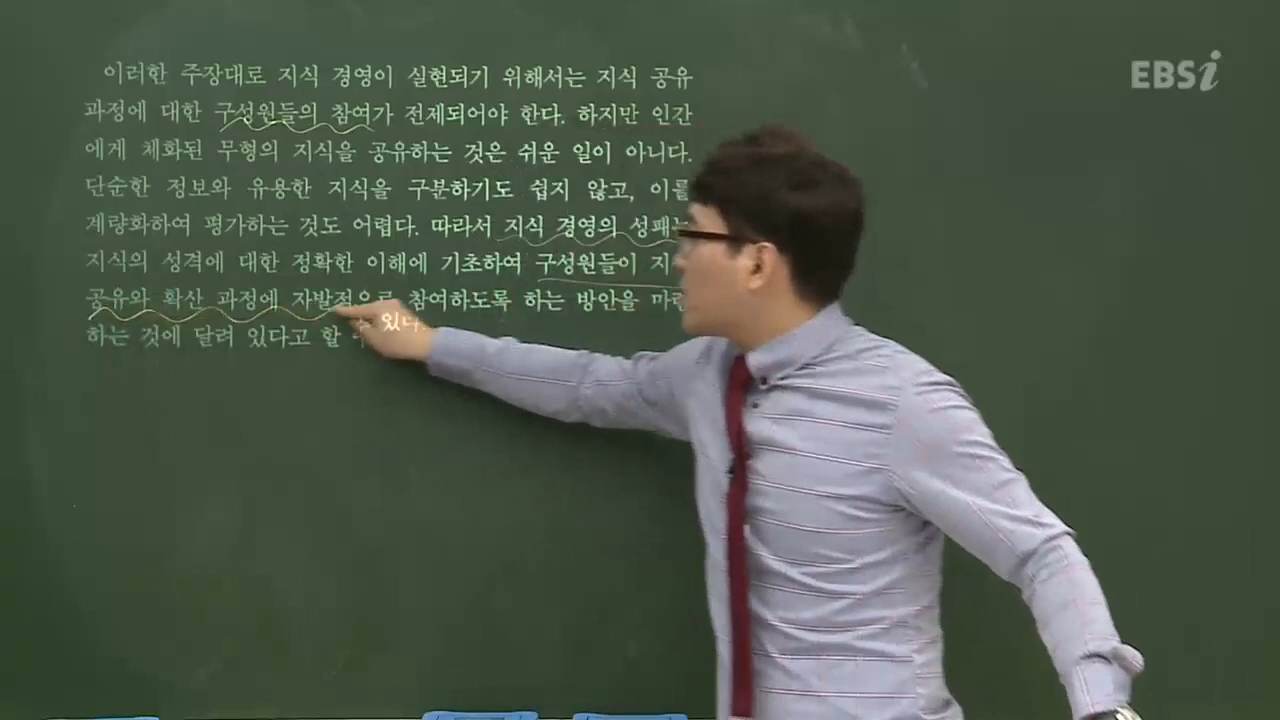 이러한 주장대로 지식 경영이 실현되기 위해서는 지식 공유
과정에 대한 구성원들의 참여가 전제되어야 한다. 하지만 인간
에게 체화된 무형의 지식을 공유하는 것은 쉬운 일이 아니다.
단순한 정보와 유용한 지식을 구분하기도 쉽지 않고, 이를
계량화하여 평가하는 것도 어렵다. 따라서 지식 경영의 성패는
지식의 성격에 대한 정확한 이해에 기초하여 구성원들이
공유와 확산 과정에 자발적으로 참여하도록 하는 방안을
하는 것에 달려 있다고 할 수 있다.
EBSi